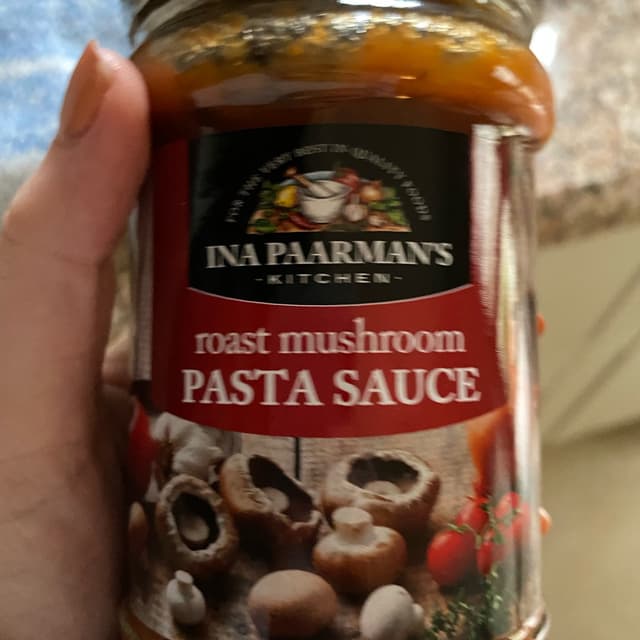 INA PAARMAN'S
- KITCHEN -
roast mushroom
PASTA SAUCE